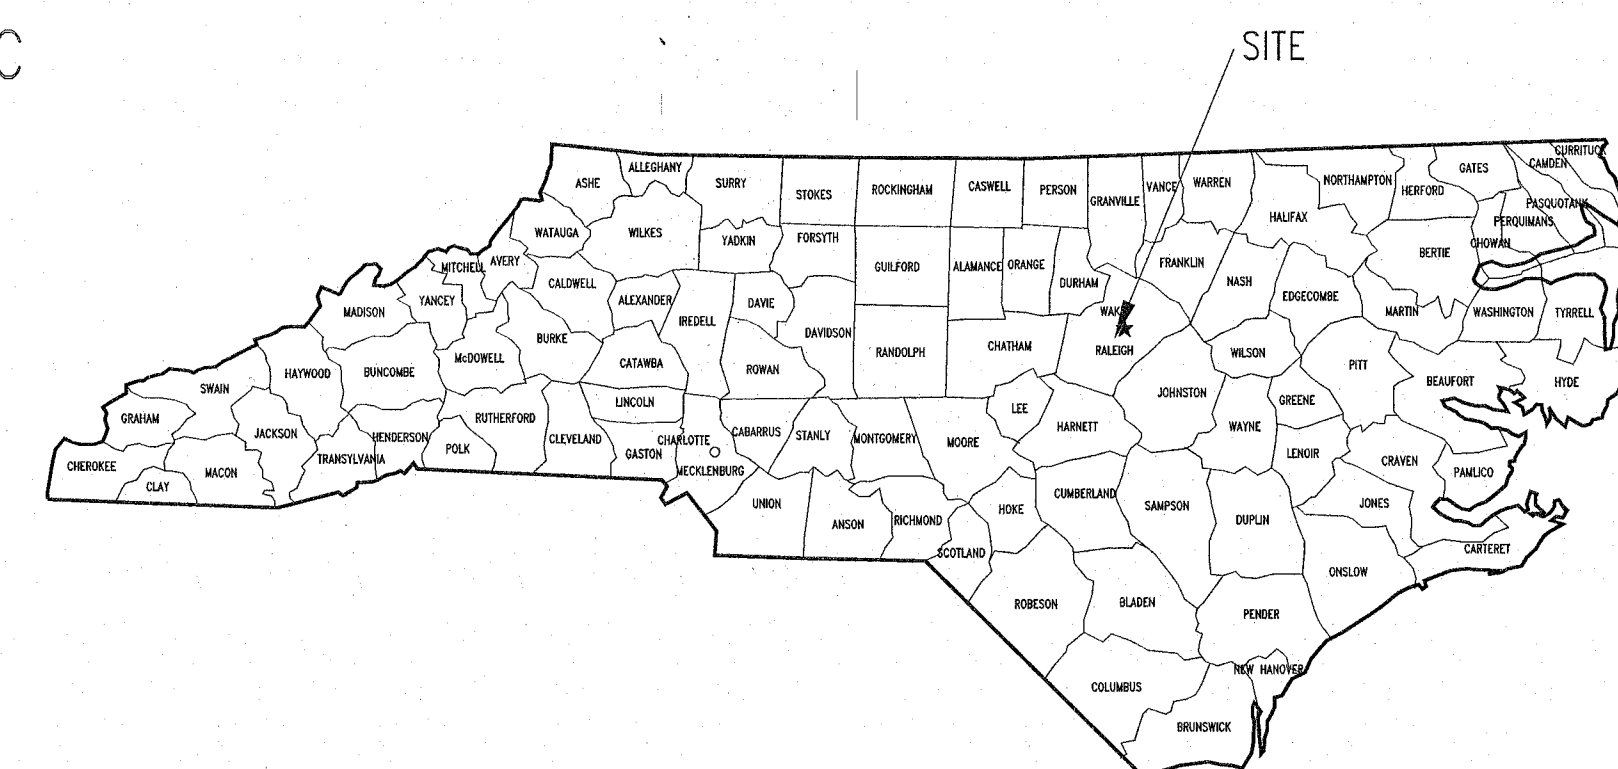 C
SITE
ALLEGHANY
ASHE
SURRY
STOKES
ROCKINGHAM
CASWELL
PERSON
GRANVILLE
VANCE
WARREN
NORTHAMPTON
HERFORD
GATES
CAMDEN
CURRITUCK
PASQUOTANK
PERQUIMANS
CHOWAN
HALIFAX
BERTIE
WATAUGA
WILKES
YADKIN
FORSYTH
GUILFORD
ALAMANCE
ORANGE
DURHAM
FRANKLIN
NASH
EDGECOMBE
MARTIN
WASHINGTON
TYRRELL
MITCHELL
AVERY
CALDWELL
ALEXANDER
IREDELL
DAVIE
DAVIDSON
MADISON
YANCEY
BURKE
McDOWELL
CATAWBA
ROWAN
RANDOLPH
CHATHAM
WAKE
RALEIGH
WILSON
PITT
BEAUFORT
HYDE
SWAIN
HAYWOOD
BUNCOMBE
GRAHAM
JACKSON
HENDERSON
TRANSYLVANIA
POLK
RUTHERFORD
CLEVELAND
LINCOLN
GASTON
CHARLOTTE
MECKLENBURG
CABARRUS
STANLY
MONTGOMERY
MOORE
LEE
HARNETT
JOHNSTON
WAYNE
GREENE
LENOIR
CRAVEN
PAMLICO
CHEROKEE
CLAY
MACON
UNION
ANSON
RICHMOND
SCOTLAND
HOKE
CUMBERLAND
SAMPSON
DUPLIN
JONES
CARTERET
ONSLOW
ROBESON
BLADEN
PENDER
NEW HANOVER
COLUMBUS
BRUNSWICK